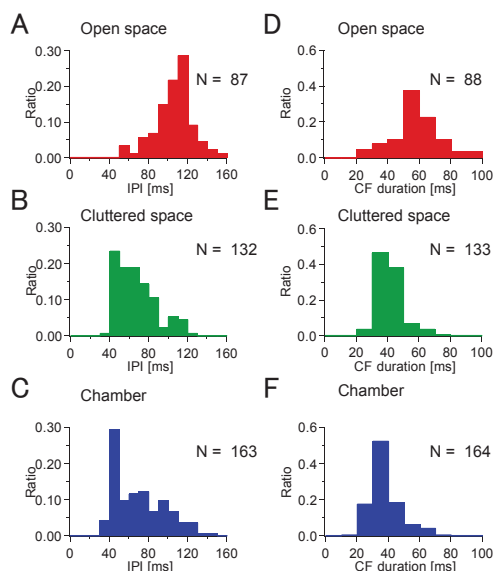 A
Open space
0.30
0.20
0.10
0.00
Ratio
N = 87
0
40
80
120
160
IPI [ms]
D
Open space
0.6
0.4
0.2
0.0
Ratio
N = 88
0
20
40
60
80
100
CF duration [ms]
B
Cluttered space
0.30
0.20
0.10
0.00
Ratio
N = 132
0
40
80
120
160
IPI [ms]
E
Cluttered space
0.6
0.4
0.2
0.0
Ratio
N = 133
0
20
40
60
80
100
CF duration [ms]
C
Chamber
0.30
0.20
0.10
0.00
Ratio
N = 163
0
40
80
120
160
IPI [ms]
F
Chamber
0.6
0.4
0.2
0.0
Ratio
N = 164
0
20
40
60
80
100
CF duration [ms]